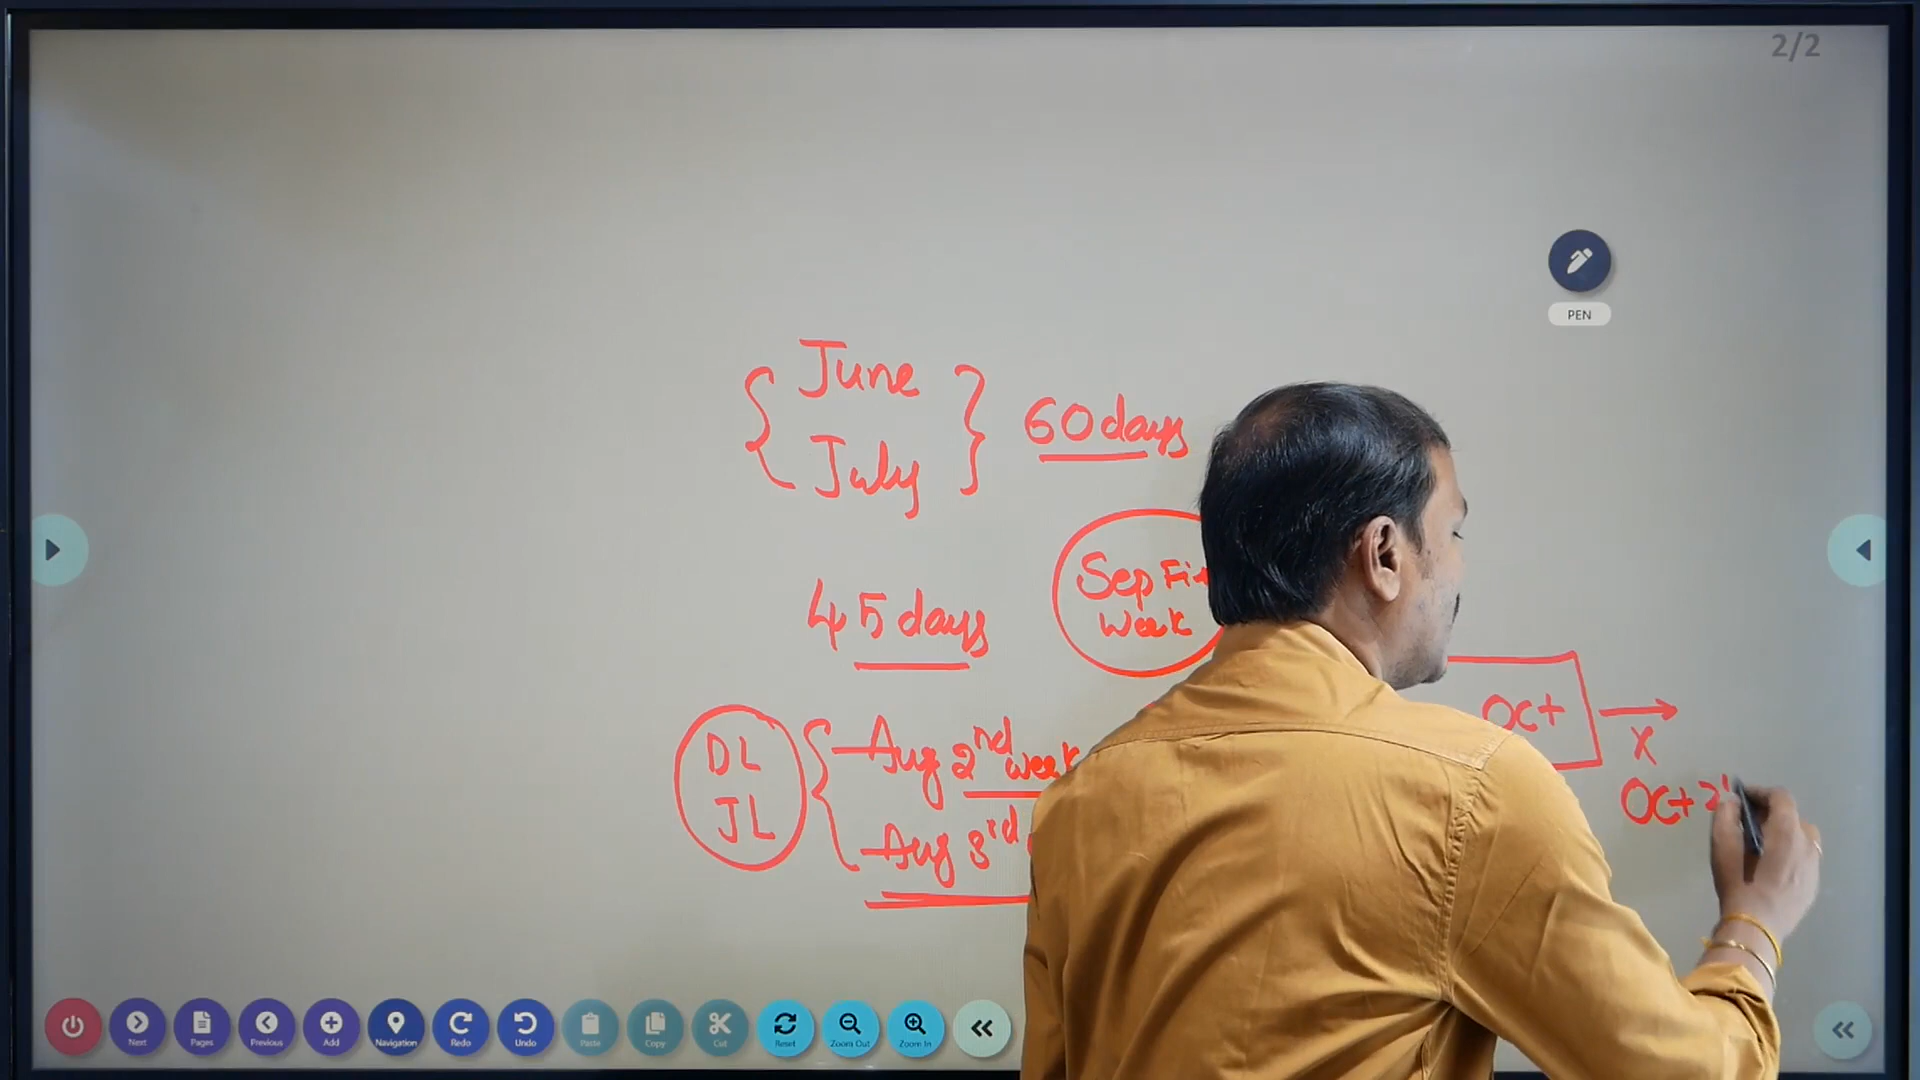 2/2
PEN
June
July
60 days
45 days
Sep
Week
DL
JL
Aug 2nd week
Aug 3rd
Oct
X
Oct
Next
Pages
Previous
Add
Navigation
Redo
Undo
Paste
Copy
Cut
Reset
Zoom Out
Zoom In